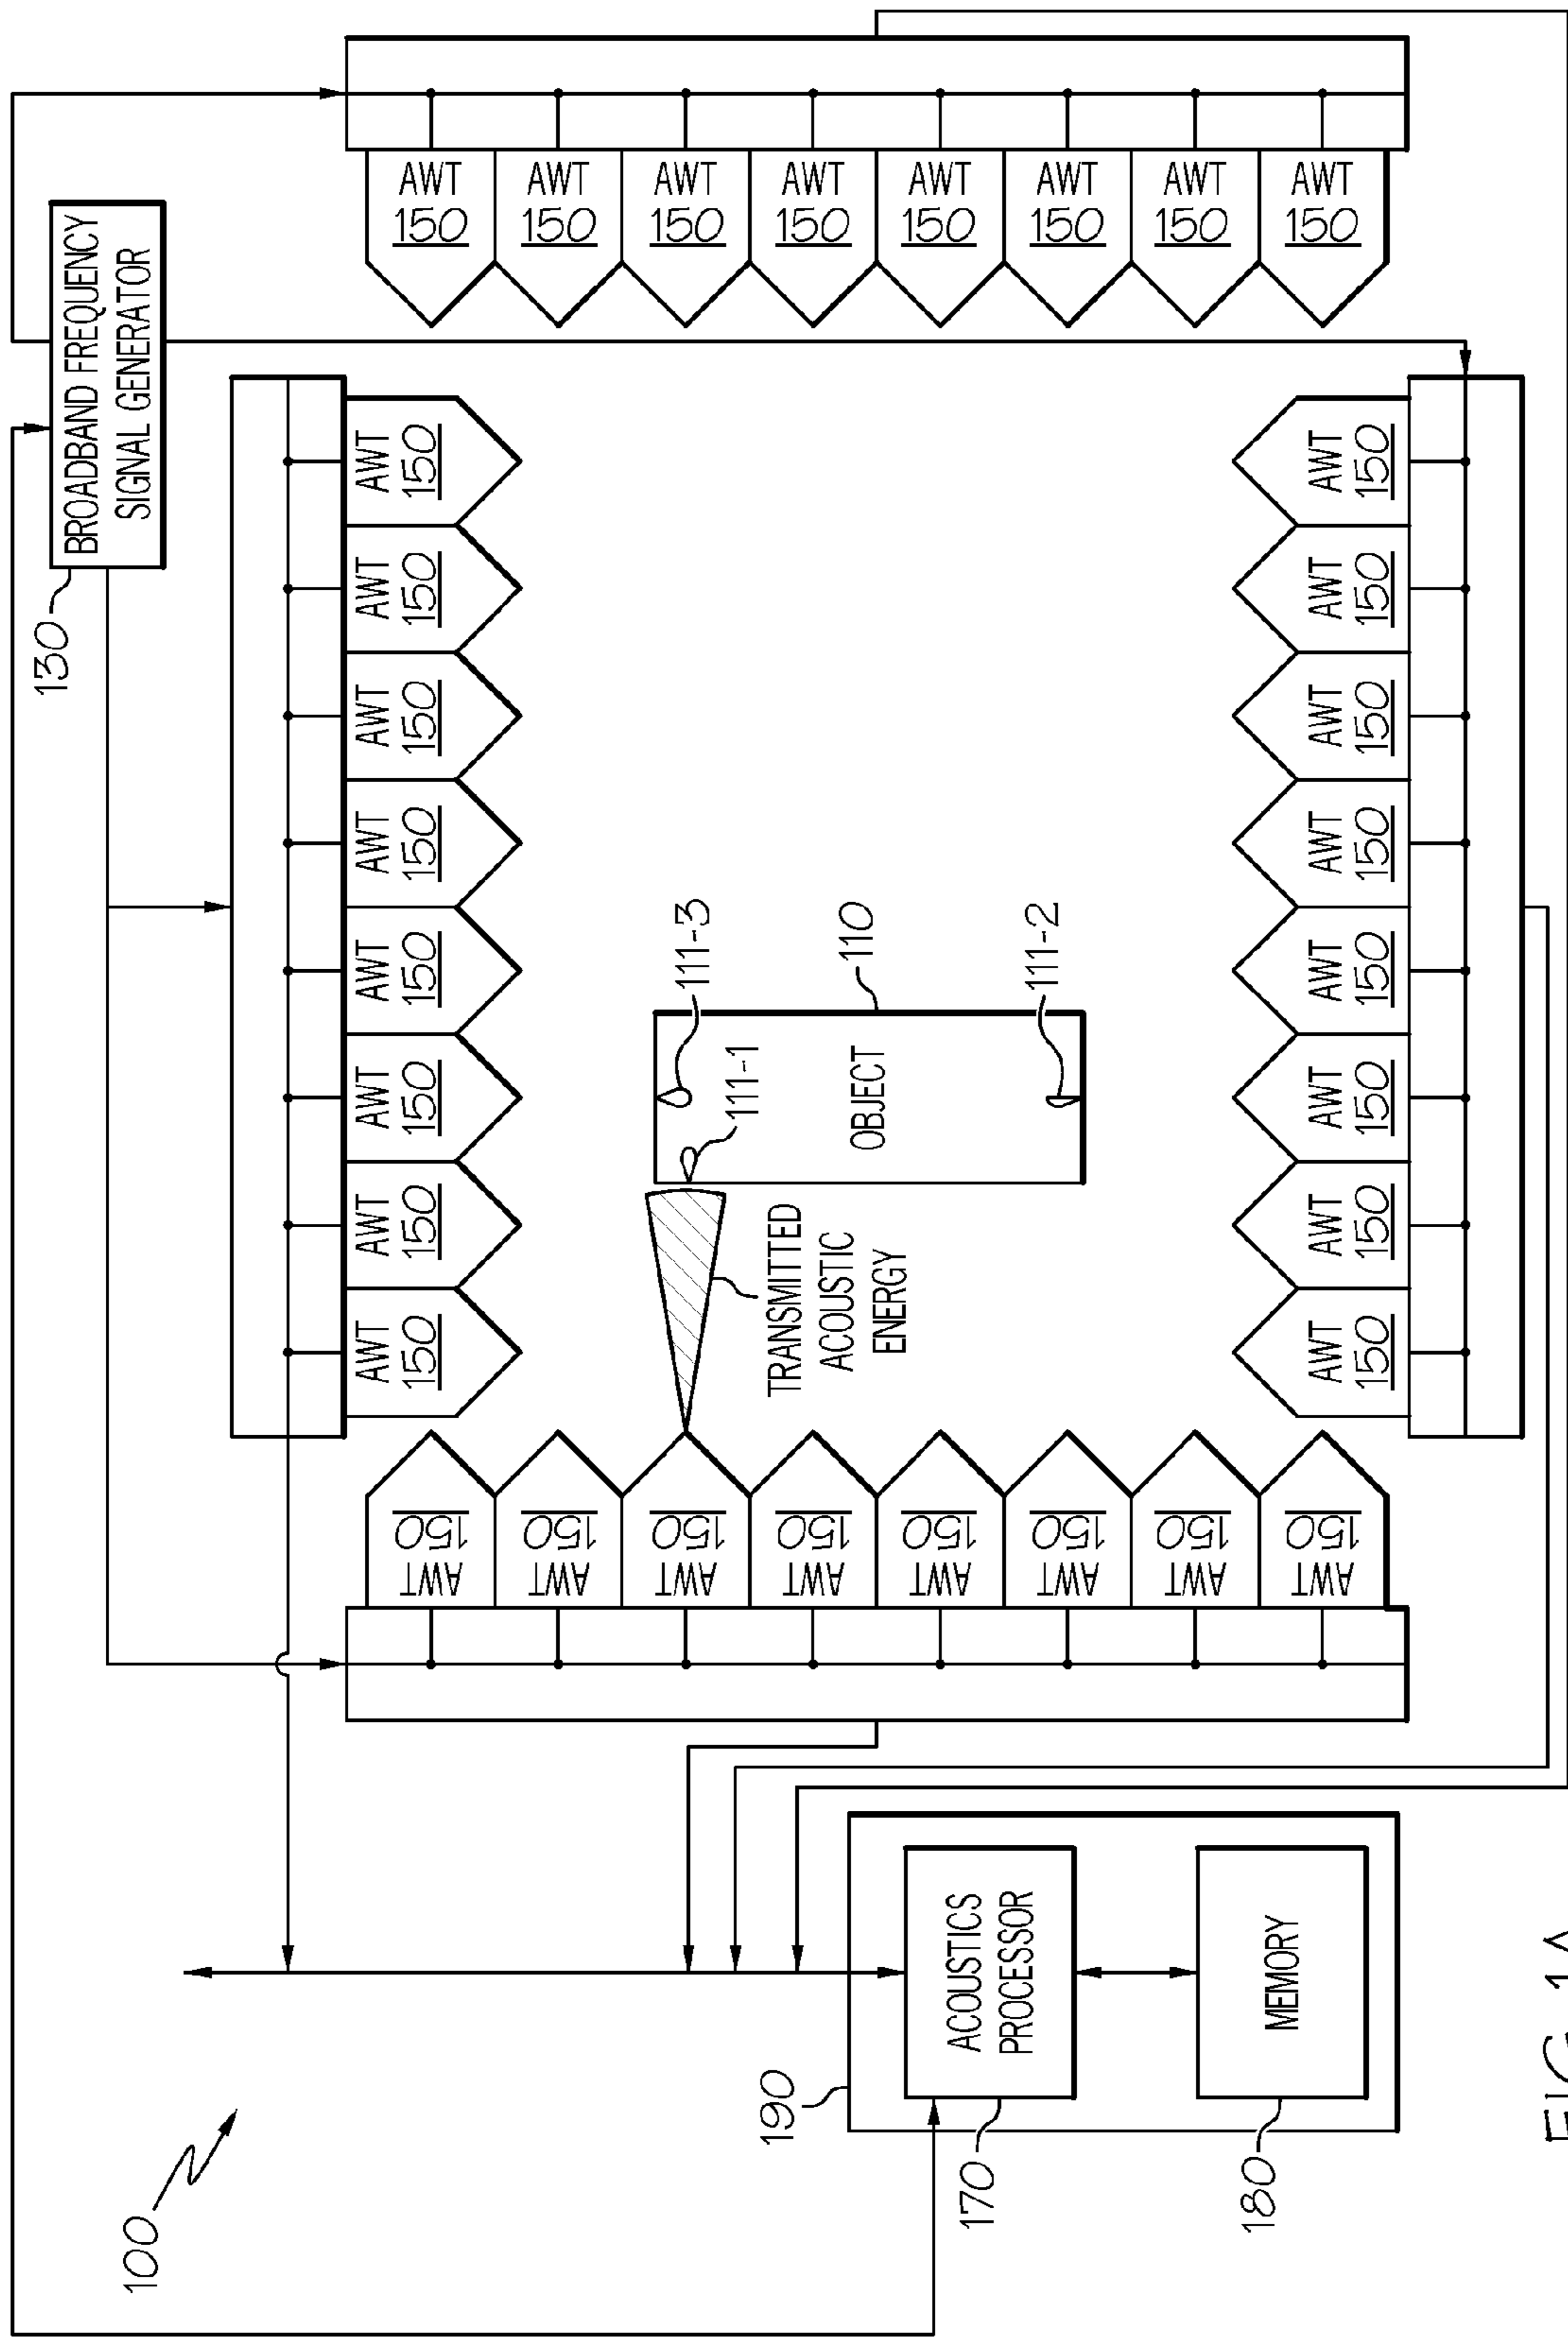 130
BROADBAND FREQUENCY
SIGNAL GENERATOR
100
AWT AWT AWT AWT AWT AWT AWT AWT
150 150 150 150 150 150 150 150
AWT
150
AWT
150
AWT
150
AWT
150
AWT
150
AWT
150
AWT
150
AWT
150
AWT
150
AWT
150
AWT
150
AWT
150
AWT
150
AWT
150
AWT
150
AWT
150
111-3
111-1
TRANSMITTED
ACOUSTIC
ENERGY
OBJECT
110
111-2
190
ACOUSTICS
PROCESSOR
170
MEMORY
180
AWT AWT AWT AWT AWT AWT AWT AWT
150 150 150 150 150 150 150 150
FIG. 1A